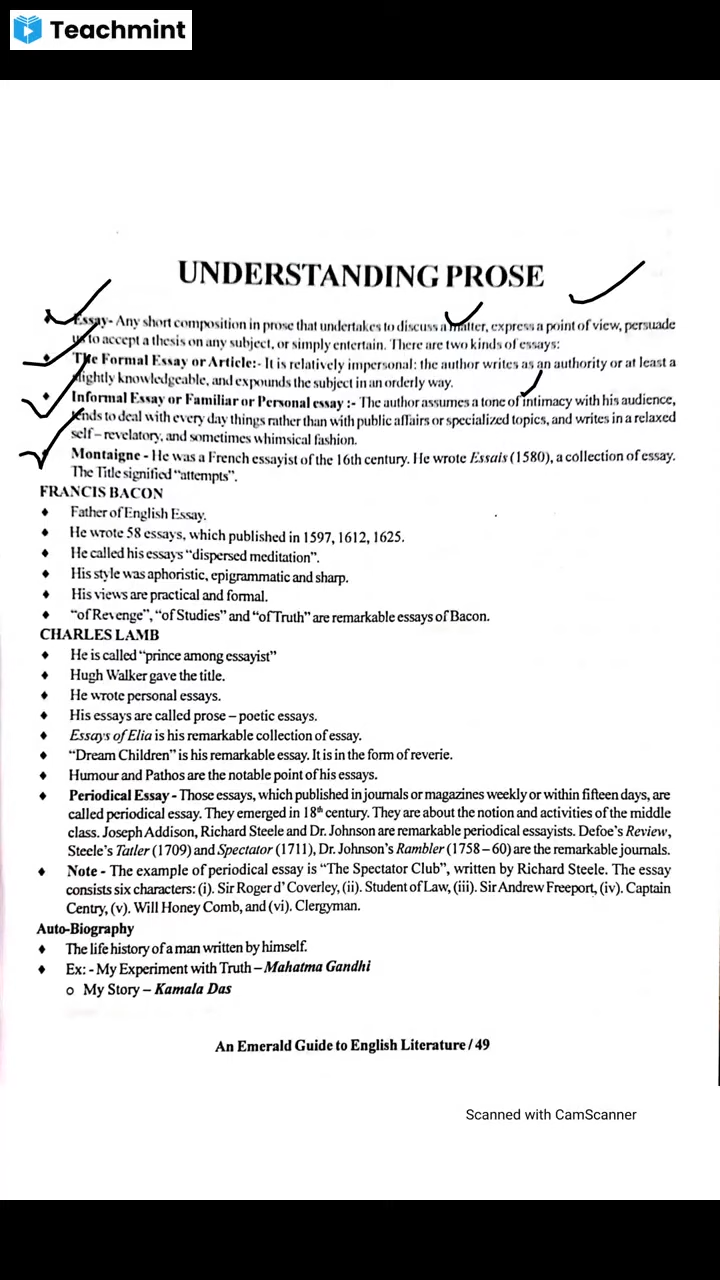 Teachmint
UNDERSTANDING PROSE
♦ Essay- Any short composition in prose that undertakes to discuss a matter, express a point of view, persuade
us to accept a thesis on any subject, or simply entertain. There are two kinds of essays:
♦ The Formal Essay or Article:- It is relatively impersonal: the author writes as an authority or at least a
slightly knowledgeable, and expounds the subject in an orderly way.
♦ Informal Essay or Familiar or Personal essay :- The author assumes a tone of intimacy with his audience,
tends to deal with every day things rather than with public affairs or specialized topics, and writes in a relaxed
self – revelatory, and sometimes whimsical fashion.
♦ Montaigne - He was a French essayist of the 16th century. He wrote Essais (1580), a collection of essay.
The Title signified "attempts".
FRANCIS BACON
♦ Father of English Essay.
♦ He wrote 58 essays, which published in 1597, 1612, 1625.
♦ He called his essays "dispersed meditation".
♦ His style was aphoristic, epigrammatic and sharp.
♦ His views are practical and formal.
♦ "of Revenge", "of Studies" and "of Truth" are remarkable essays of Bacon.
CHARLES LAMB
♦ He is called "prince among essayist"
♦ Hugh Walker gave the title.
♦ He wrote personal essays.
♦ His essays are called prose – poetic essays.
♦ Essays of Elia is his remarkable collection of essay.
♦ "Dream Children" is his remarkable essay. It is in the form of reverie.
♦ Humour and Pathos are the notable point of his essays.
♦ Periodical Essay - Those essays, which published in journals or magazines weekly or within fifteen days, are
called periodical essay. They emerged in 18th century. They are about the notion and activities of the middle
class. Joseph Addison, Richard Steele and Dr. Johnson are remarkable periodical essayists. Defoe's Review,
Steele's Tatler (1709) and Spectator (1711), Dr. Johnson's Rambler (1758 – 60) are the remarkable journals.
♦ Note - The example of periodical essay is "The Spectator Club", written by Richard Steele. The essay
consists six characters: (i). Sir Roger d' Coverley, (ii). Student of Law, (iii). Sir Andrew Freeport, (iv). Captain
Centry, (v). Will Honey Comb, and (vi). Clergyman.
Auto-Biography
♦ The life history of a man written by himself.
♦ Ex: - My Experiment with Truth – Mahatma Gandhi
o My Story – Kamala Das
An Emerald Guide to English Literature / 49
Scanned with CamScanner